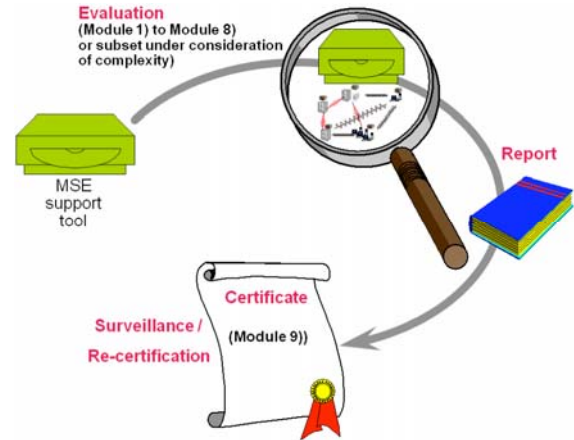 Evaluation
(Module 1) to Module 8)
or subset under consideration
of complexity)
MSE
support
tool
Report
Certificate
(Module 9))
Surveillance /
Re-certification